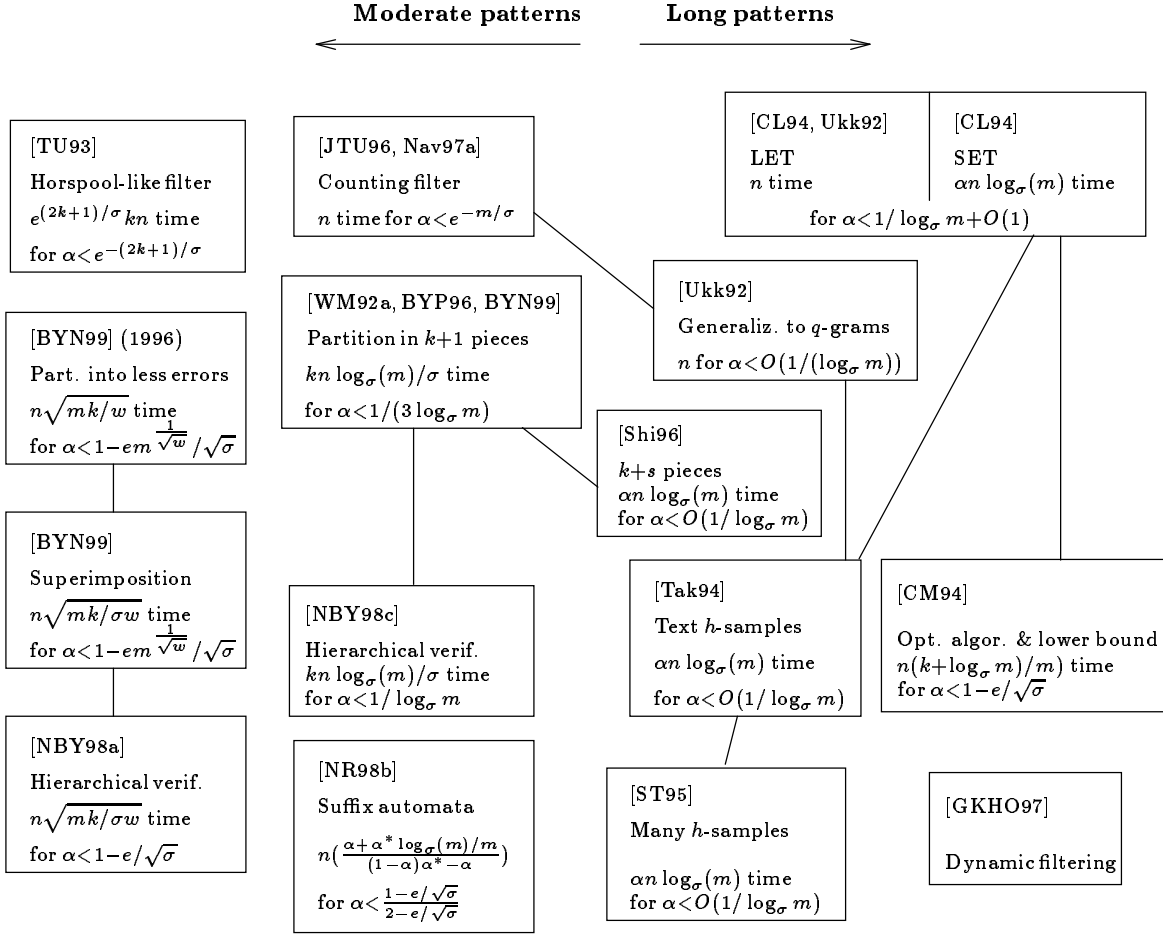 Moderate patterns
Long patterns
[TU93]
Horspool-like filter
e^{(2k+1)/σ} kn time
for α<e^{−(2k+1)/σ}
[BYN99] (1996)
Part. into less errors
n√(mk/w) time
for α<1−em^{1/√w}/√σ
[BYN99]
Superimposition
n√(mk/σw) time
for α<1−em^{1/√w}/√σ
[NBY98a]
Hierarchical verif.
n√(mk/σw) time
for α<1−e/√σ
[JTU96, Nav97a]
Counting filter
n time for α<e^{−m/σ}
[WM92a, BYP96, BYN99]
Partition in k+1 pieces
kn log_σ(m)/σ time
for α<1/(3 log_σ m)
[NBY98c]
Hierarchical verif.
kn log_σ(m)/σ time
for α<1/ log_σ m
[NR98b]
Suffix automata
n((α+α* log_σ(m)/m)/((1−α)α*−α))
for α<(1−e/√σ)/(2−e/√σ)
[CL94, Ukk92]
LET
n time
[CL94]
SET
αn log_σ(m) time
for α<1/ log_σ m+O(1)
[Ukk92]
Generaliz. to q-grams
n for α<O(1/(log_σ m))
[Shi96]
k+s pieces
αn log_σ(m) time
for α<O(1/ log_σ m)
[Tak94]
Text h-samples
αn log_σ(m) time
for α<O(1/ log_σ m)
[CM94]
Opt. algor. & lower bound
n(k+log_σ m)/m) time
for α<1−e/√σ
[ST95]
Many h-samples
αn log_σ(m) time
for α<O(1/ log_σ m)
[GKHO97]
Dynamic filtering